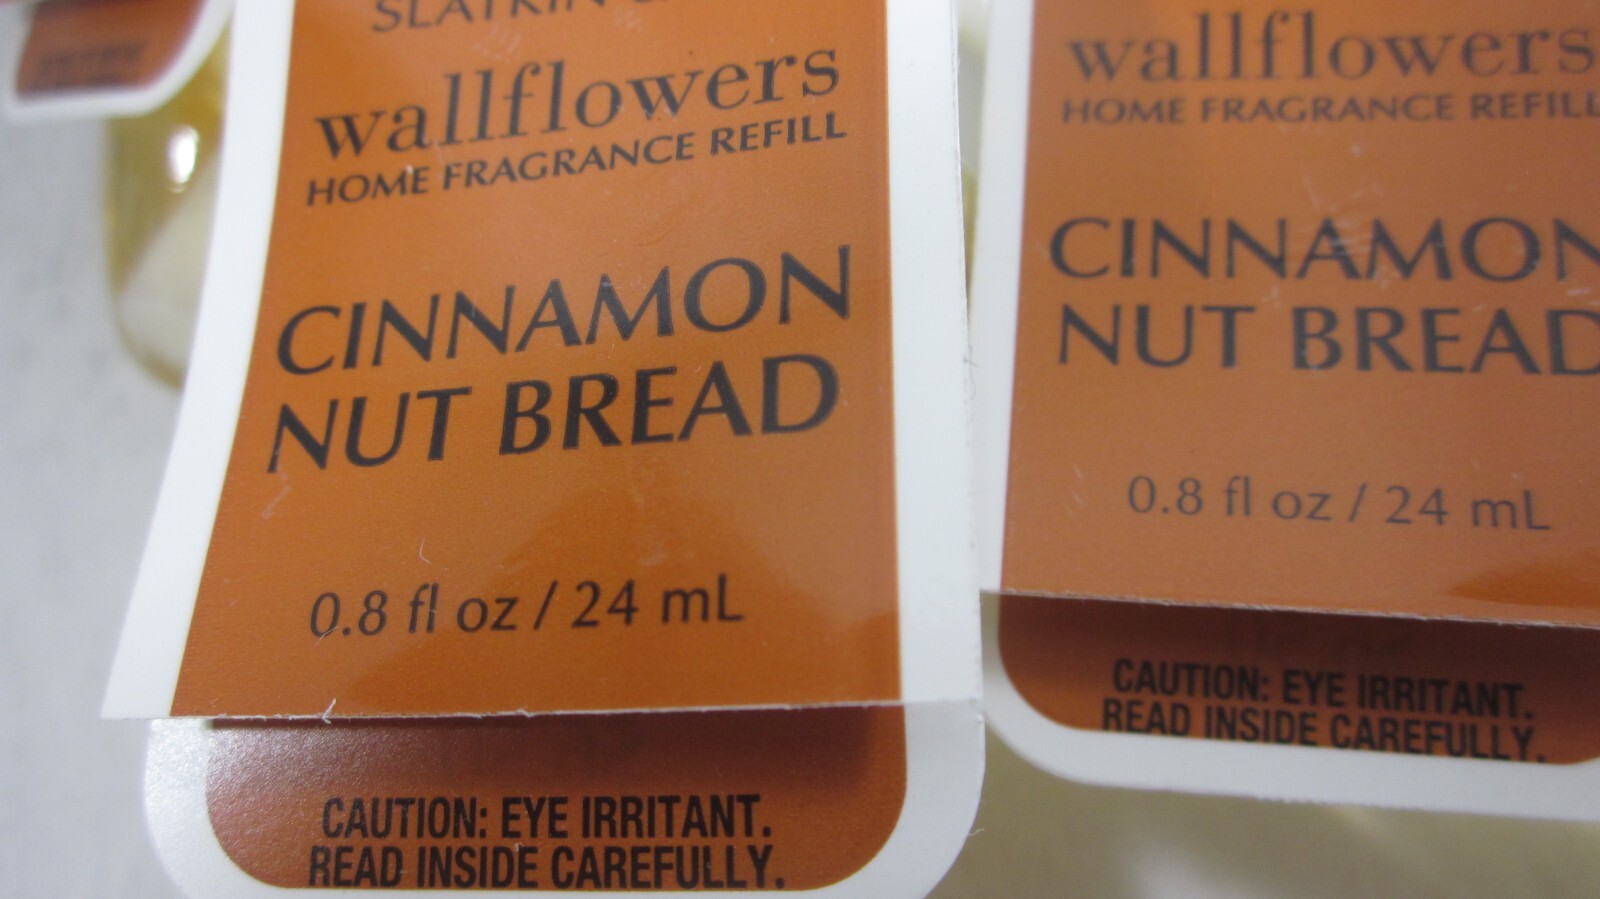 SLATKIN
wallflowers
HOME FRAGRANCE REFILL
CINNAMON
NUT BREAD
0.8 fl oz / 24 mL
CAUTION: EYE IRRITANT.
READ INSIDE CAREFULLY.
wallflowers
HOME FRAGRANCE REFILL
CINNAMON
NUT BREAD
0.8 fl oz / 24 mL
CAUTION: EYE IRRITANT.
READ INSIDE CAREFULLY.